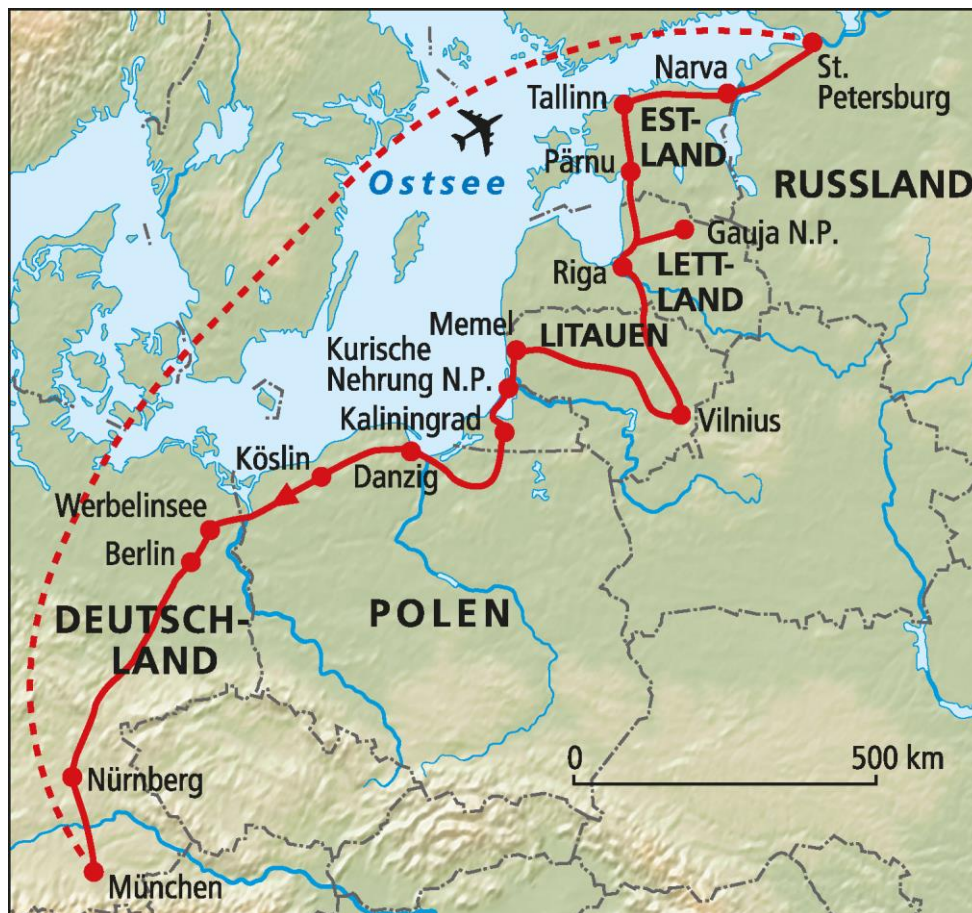 Narva
St.
Petersburg
Tallinn
EST-
LAND
Pärnu
Ostsee
RUSSLAND
Gauja N.P.
Riga
LETT-
LAND
Memel
LITAUEN
Kurische
Nehrung N.P.
Kaliningrad
Vilnius
Köslin
Danzig
Werbelinsee
Berlin
DEUTSCH-
LAND
POLEN
0
500 km
Nürnberg
München